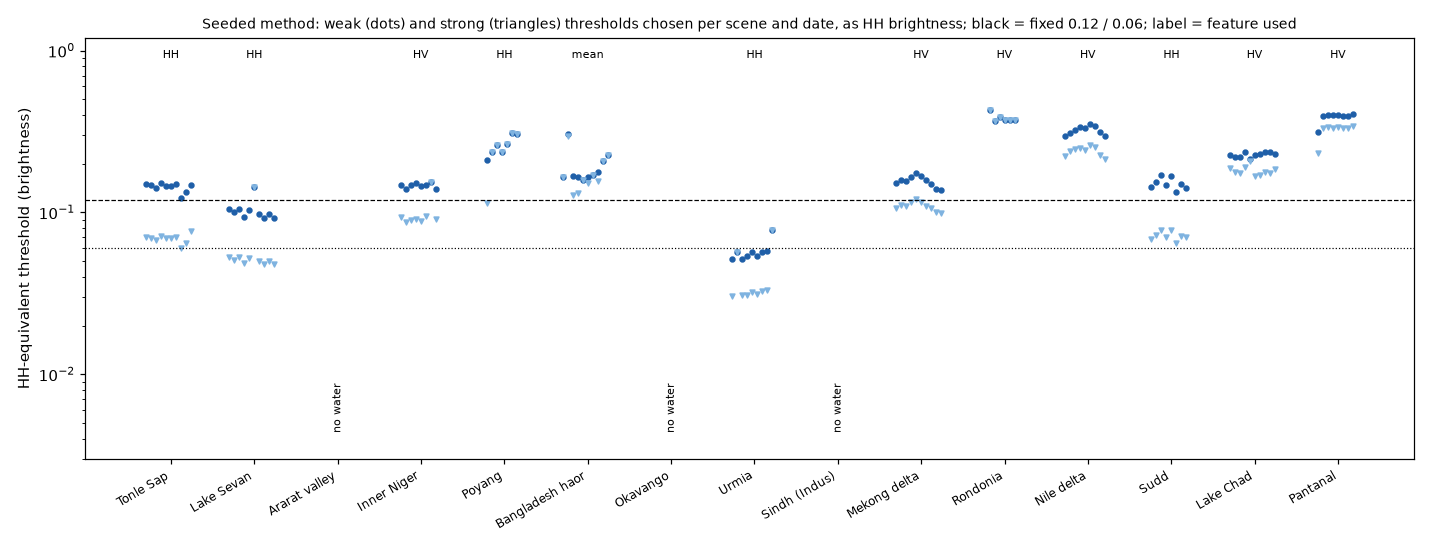 Seeded method: weak (dots) and strong (triangles) thresholds chosen per scene and date, as HH brightness; black = fixed 0.12 / 0.06; label = feature used
HH-equivalent threshold (brightness)
10⁰
10⁻¹
10⁻²
HH
HH
HV
HH
mean
HH
HV
HV
HV
HH
HV
HV
no water
no water
no water
Tonle Sap
Lake Sevan
Ararat valley
Inner Niger
Poyang
Bangladesh haor
Okavango
Urmia
Sindh (Indus)
Mekong delta
Rondonia
Nile delta
Sudd
Lake Chad
Pantanal